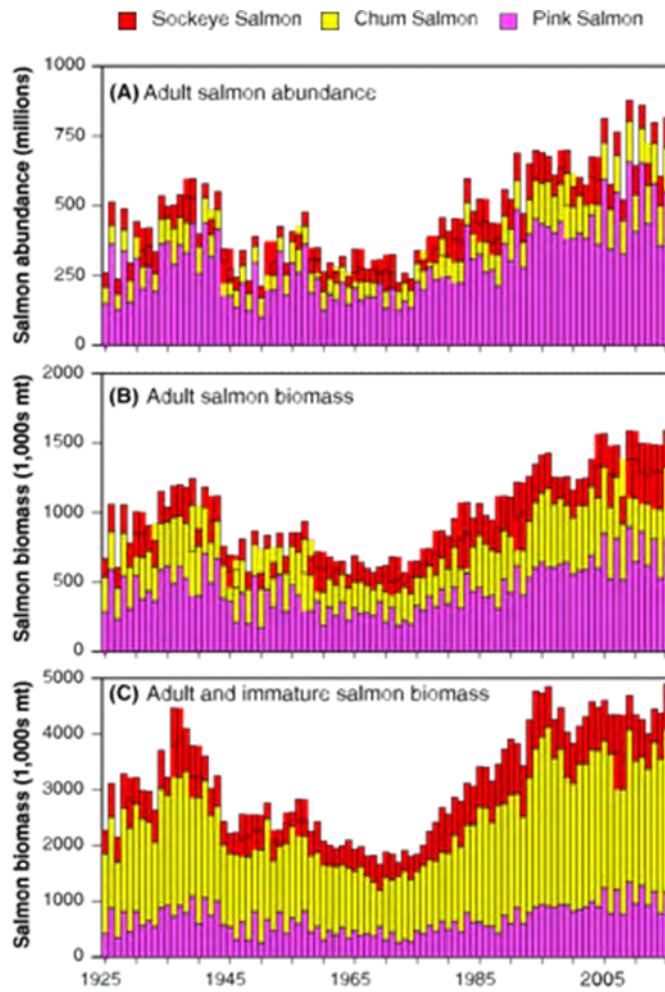 Sockeye Salmon Chum Salmon Pink Salmon
Salmon abundance (millions)
1000
750
500
250
0
(A) Adult salmon abundance
Salmon biomass (1,000s mt)
2000
1500
1000
500
0
(B) Adult salmon biomass
Salmon biomass (1,000s mt)
5000
4000
3000
2000
1000
0
(C) Adult and immature salmon biomass
1925 1945 1965 1985 2005